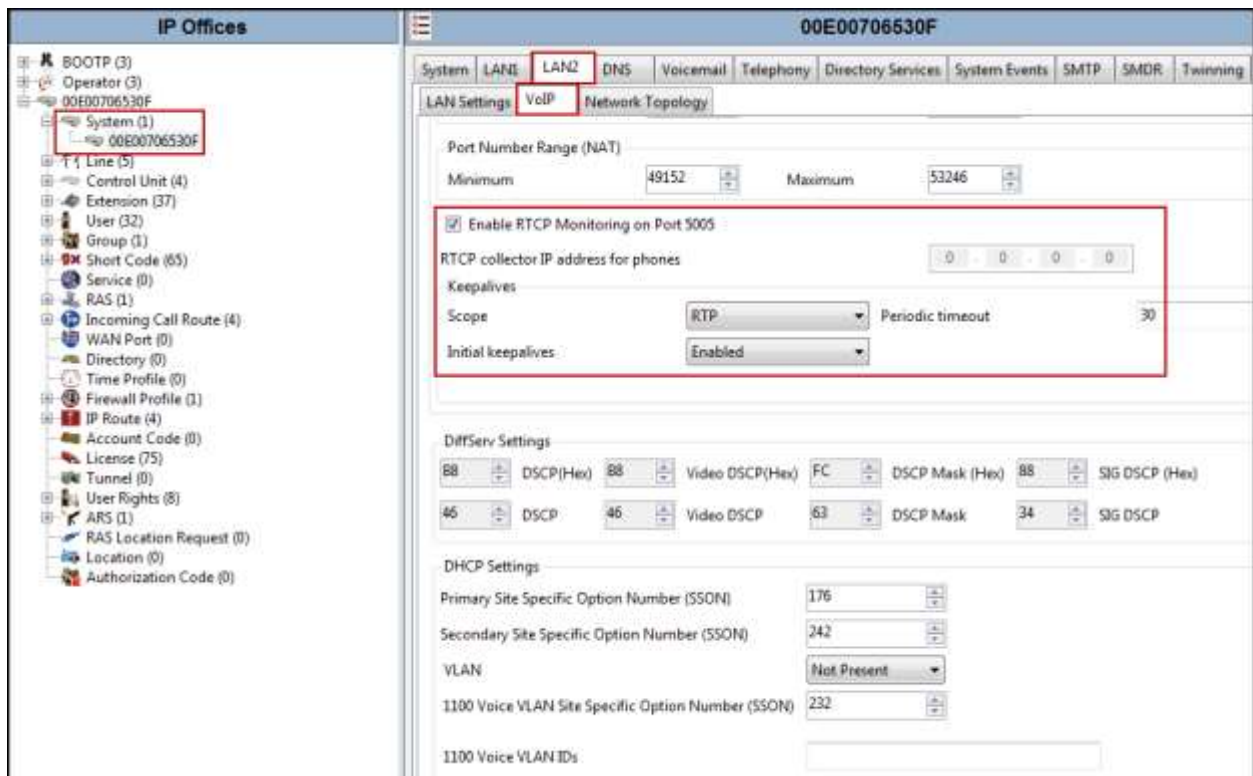 IP Offices
BOOTP (3)
Operator (3)
00E00706530F
System (1)
00E00706530F
Line (5)
Control Unit (4)
Extension (37)
User (32)
Group (1)
Short Code (65)
Service (0)
RAS (1)
Incoming Call Route (4)
WAN Port (0)
Directory (0)
Time Profile (0)
Firewall Profile (1)
IP Route (4)
Account Code (0)
License (75)
Tunnel (0)
User Rights (8)
ARS (1)
RAS Location Request (0)
Location (0)
Authorization Code (0)
00E00706530F
System LAN1 LAN2 DNS Voicemail Telephony Directory Services System Events SMTP SMDR Twinning
LAN Settings VoIP Network Topology
Port Number Range (NAT)
Minimum 49152 Maximum 53246
Enable RTCP Monitoring on Port 5005
RTCP collector IP address for phones 0 . 0 . 0 . 0
Keepalives
Scope RTP Periodic timeout 30
Initial keepalives Enabled
DiffServ Settings
B8 DSCP(Hex) B8 Video DSCP(Hex) FC DSCP Mask (Hex) 88 SIG DSCP (Hex)
46 DSCP 46 Video DSCP 63 DSCP Mask 34 SIG DSCP
DHCP Settings
Primary Site Specific Option Number (SSON) 176
Secondary Site Specific Option Number (SSON) 242
VLAN Not Present
1100 Voice VLAN Site Specific Option Number (SSON) 232
1100 Voice VLAN IDs